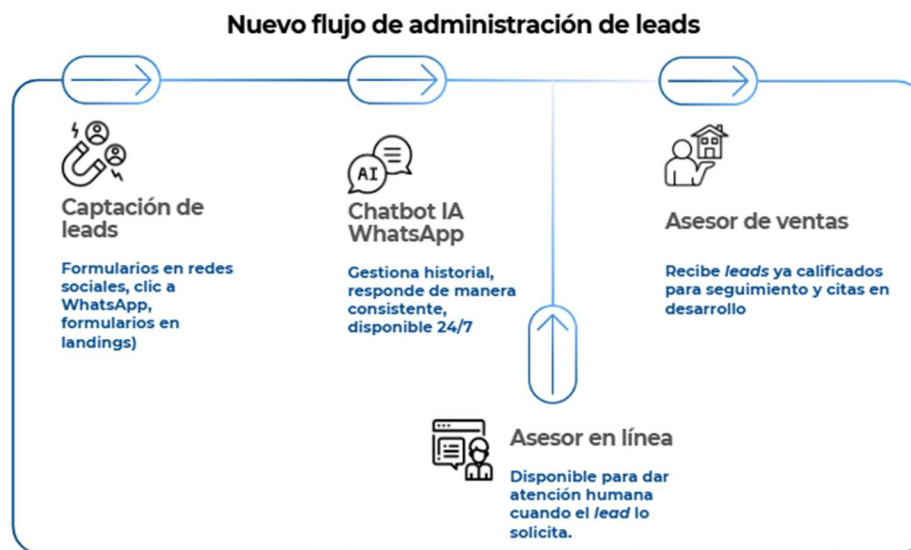 Nuevo flujo de administración de leads
Captación de
leads
Formularios en redes
sociales, clic a
WhatsApp,
formularios en
landings)
AI
Chatbot IA
WhatsApp
Gestiona historial,
responde de manera
consistente,
disponible 24/7
Asesor de ventas
Recibe leads ya calificados
para seguimiento y citas en
desarrollo
Asesor en línea
Disponible para dar
atención humana
cuando el lead lo
solicita.